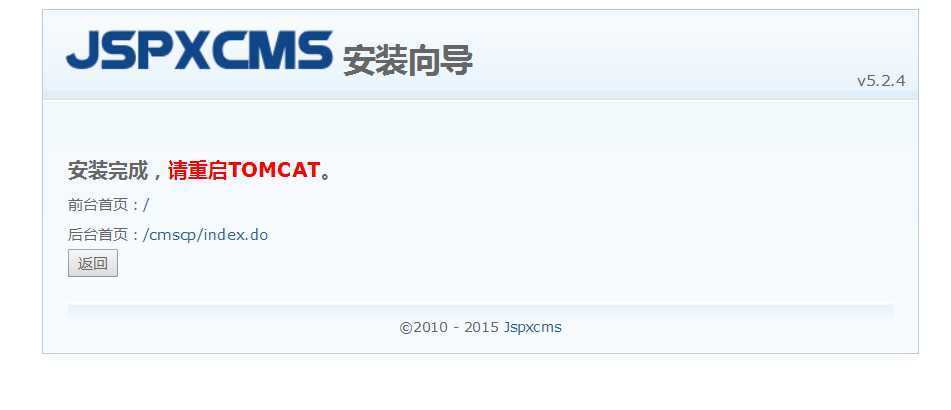 JSPXCMS 安装向导
v5.2.4
安装完成，请重启TOMCAT。
前台首页：/
后台首页：/cmscp/index.do
返回
©2010 - 2015 Jspxcms